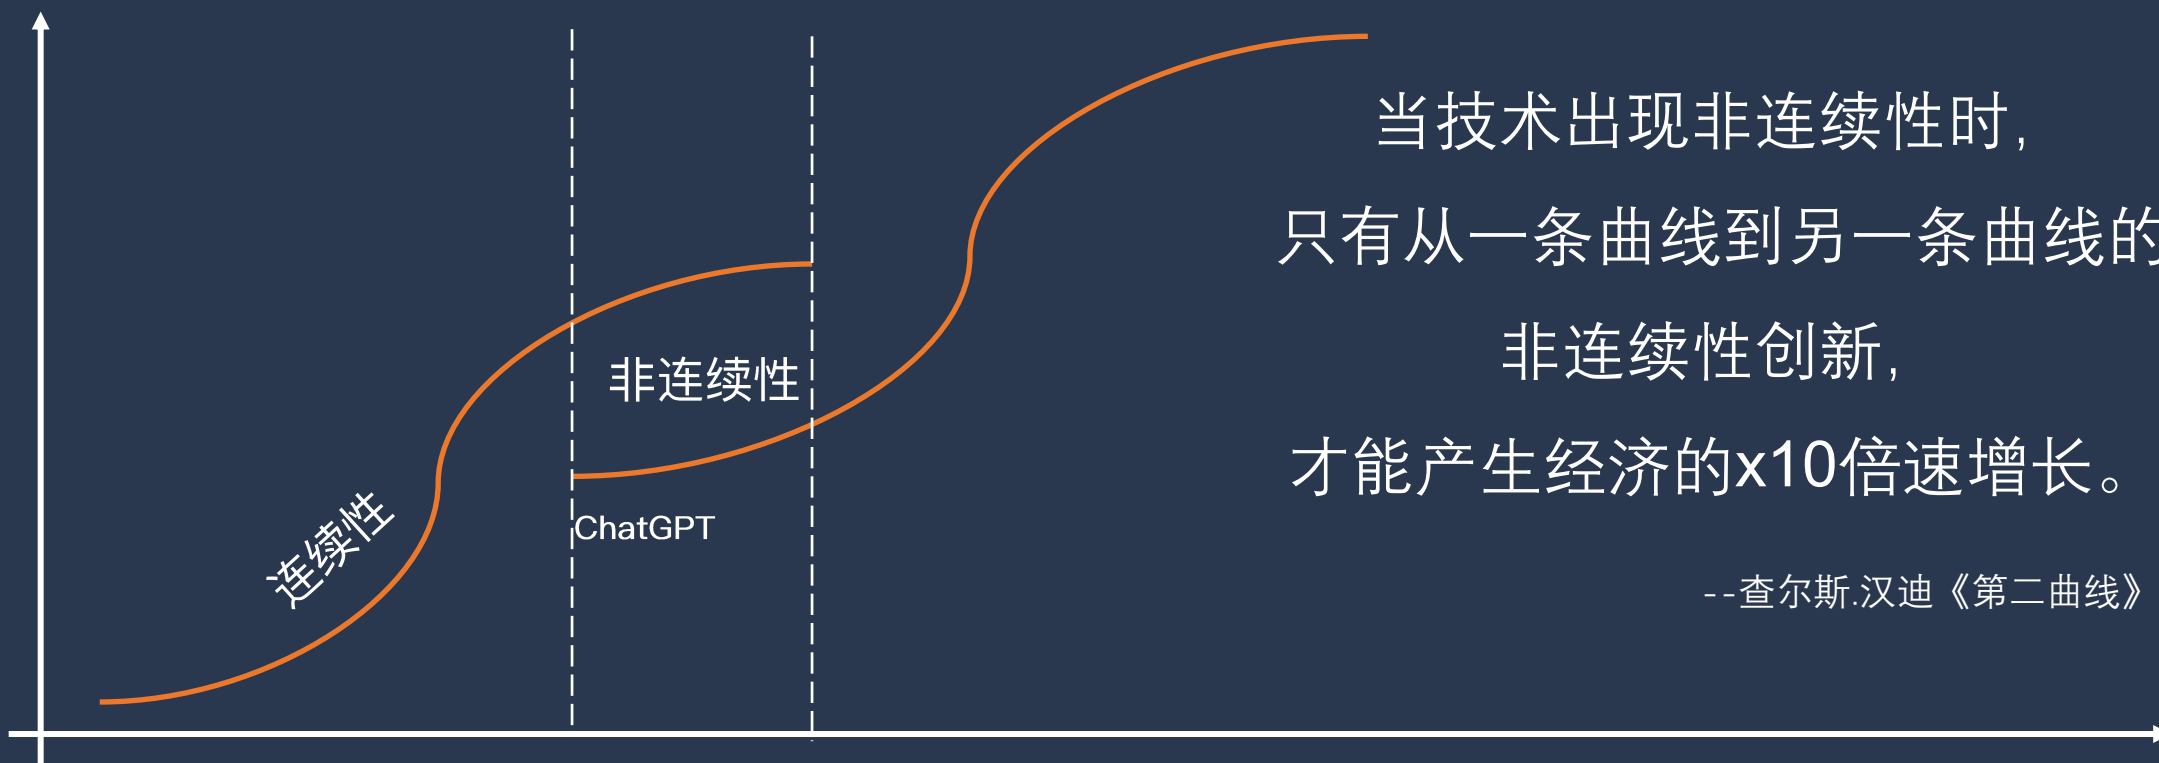 当技术出现非连续性时,
只有从一条曲线到另一条曲线的
非连续性创新,
才能产生经济的x10倍速增长。
--查尔斯.汉迪《第二曲线》
非连续性
连续性
ChatGPT